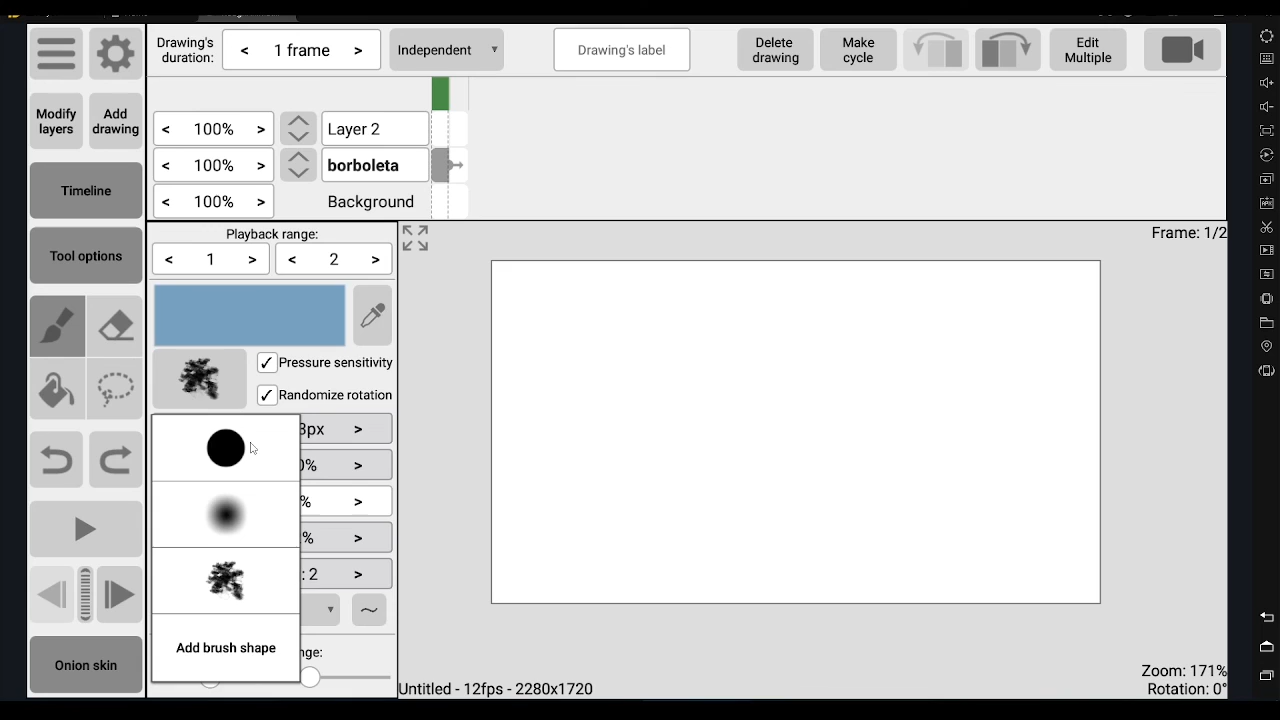 Drawing's
duration:
< 1 frame >
Independent
Drawing's label
Delete
drawing
Make
cycle
Edit
Multiple
Modify
layers
Add
drawing
< 100% >
Layer 2
< 100% >
borboleta
< 100% >
Background
Timeline
Tool options
Playback range:
< 1 >
< 2 >
Frame: 1/2
Pressure sensitivity
Randomize rotation
3px >
0% >
% >
% >
: 2 >
Add brush shape
nge:
Onion skin
Untitled - 12fps - 2280x1720
Zoom: 171%
Rotation: 0°